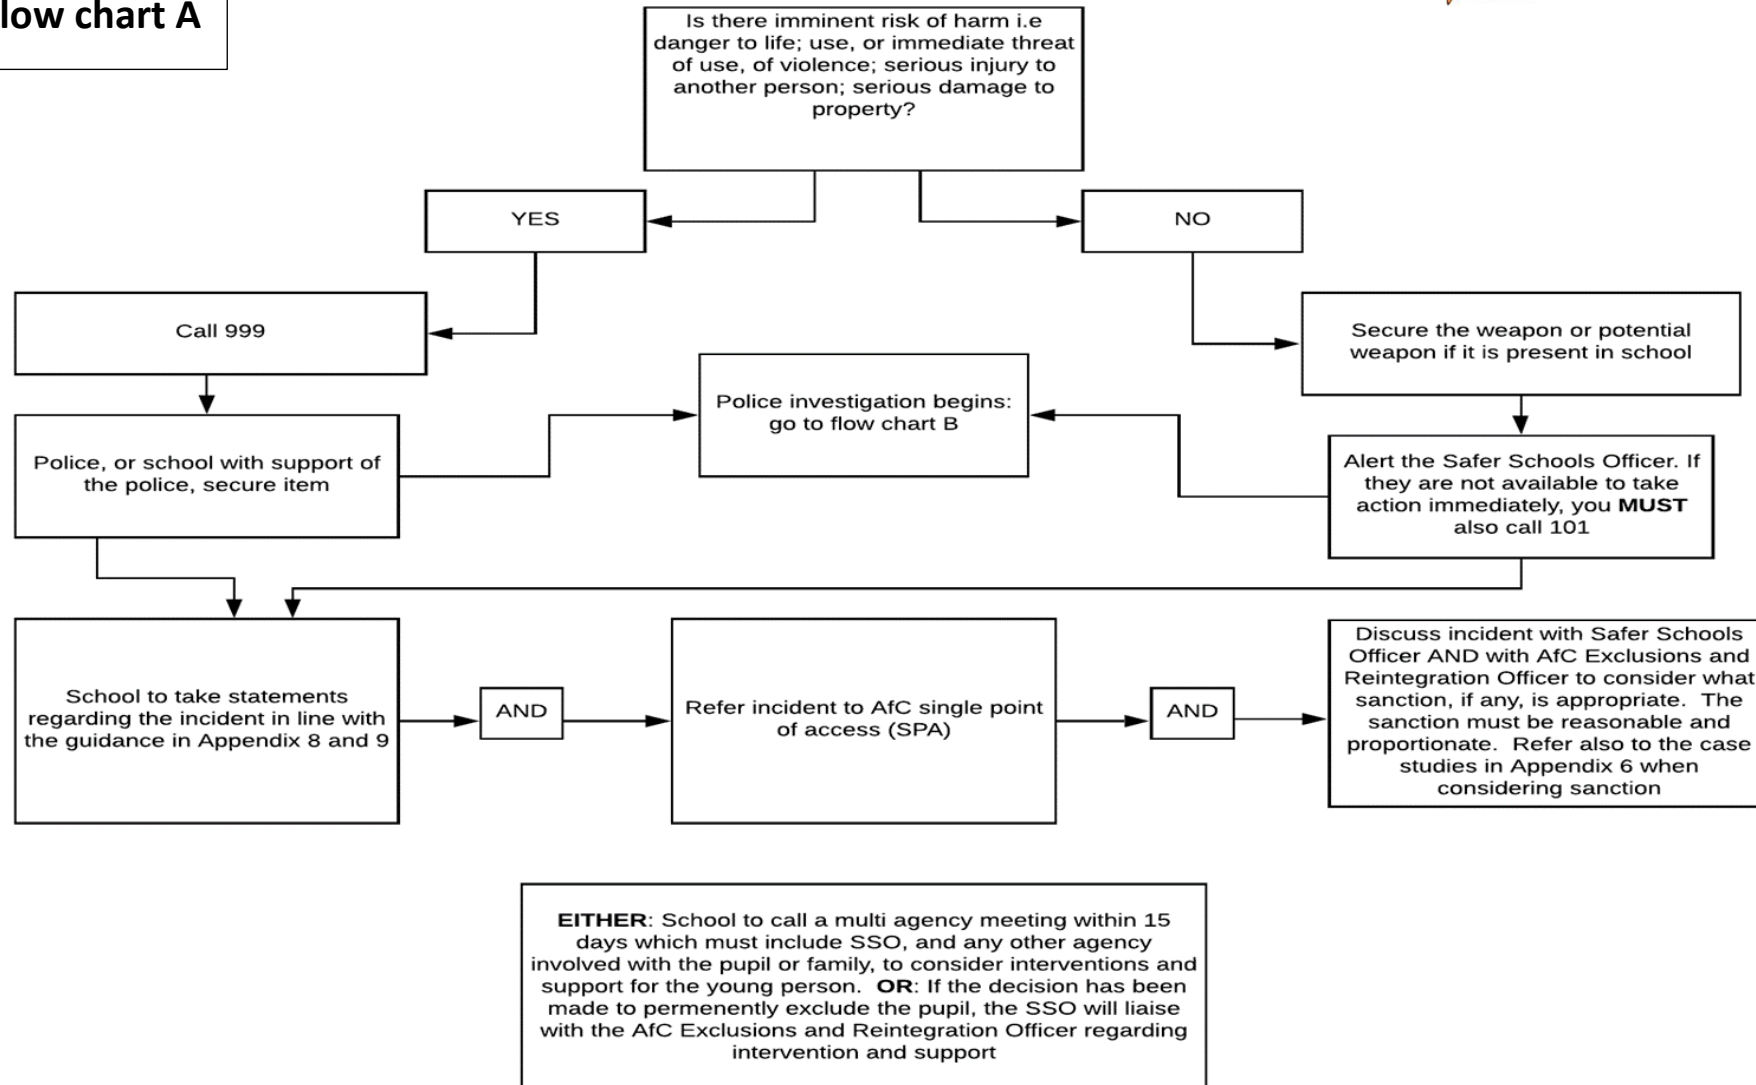 low chart A
Is there imminent risk of harm i.e
danger to life; use, or immediate threat
of use, of violence; serious injury to
another person; serious damage to
property?
YES
NO
Call 999
Secure the weapon or potential
weapon if it is present in school
Police investigation begins:
go to flow chart B
Police, or school with support of
the police, secure item
Alert the Safer Schools Officer. If
they are not available to take
action immediately, you MUST
also call 101
School to take statements
regarding the incident in line with
the guidance in Appendix 8 and 9
AND
Refer incident to AfC single point
of access (SPA)
AND
Discuss incident with Safer Schools
Officer AND with AfC Exclusions and
Reintegration Officer to consider what
sanction, if any, is appropriate.  The
sanction must be reasonable and
proportionate.  Refer also to the case
studies in Appendix 6 when
considering sanction
EITHER: School to call a multi agency meeting within 15
days which must include SSO, and any other agency
involved with the pupil or family, to consider interventions and
support for the young person.  OR: If the decision has been
made to permenently exclude the pupil, the SSO will liaise
with the AfC Exclusions and Reintegration Officer regarding
intervention and support